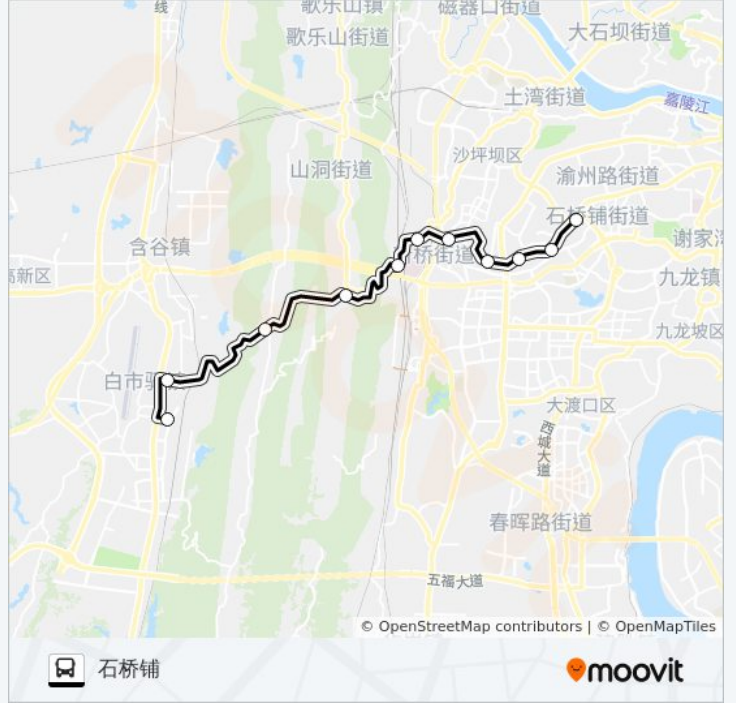 线
歌乐山镇
磁器口街道
歌乐山街道
大石坝街道
土湾街道
嘉陵江
沙坪坝区
山洞街道
渝州路街道
石桥铺街道
含谷镇
桥街道
谢家湾
高新区
九龙镇
白市驿镇
九龙坡区
大渡口区
西城大道
春晖路街道
五福大道
© OpenStreetMap contributors | © OpenMapTiles
石桥铺
moovit